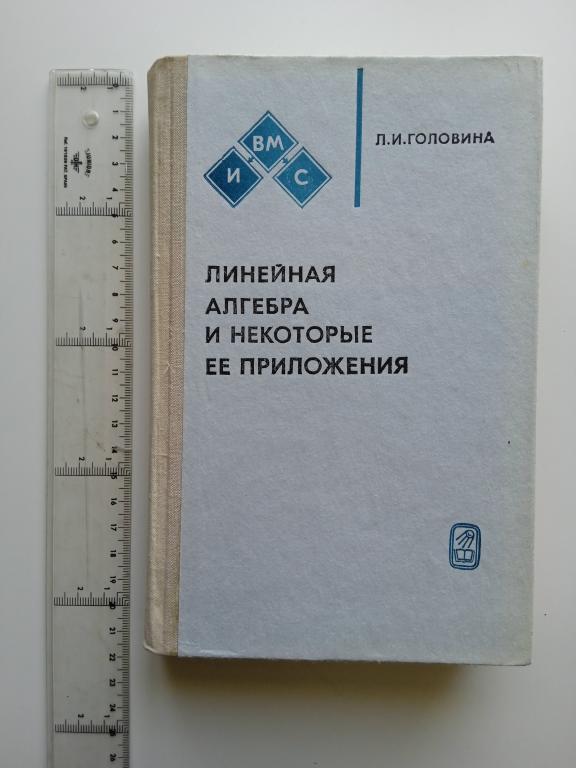 ВМ
И С
Л.И.ГОЛОВИНА
ЛИНЕЙНАЯ
АЛГЕБРА
И НЕКОТОРЫЕ
ЕЕ ПРИЛОЖЕНИЯ